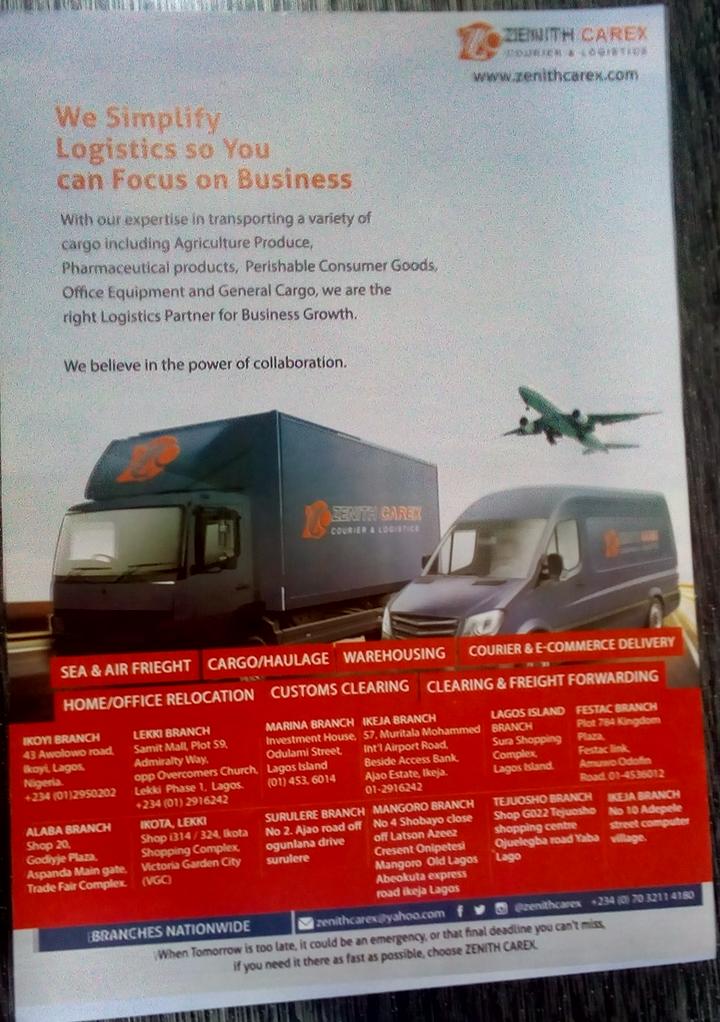 ZENITH CAREX
COURIER & LOGISTICS
www.zenithcarex.com
We Simplify
Logistics so You
can Focus on Business
With our expertise in transporting a variety of
cargo including Agriculture Produce,
Pharmaceutical products, Perishable Consumer Goods,
Office Equipment and General Cargo, we are the
right Logistics Partner for Business Growth.
We believe in the power of collaboration.
ZENITH CAREX
COURIER & LOGISTICS
SEA & AIR FRIEGHT
CARGO/HAULAGE
WAREHOUSING
COURIER & E-COMMERCE DELIVERY
HOME/OFFICE RELOCATION
CUSTOMS CLEARING
CLEARING & FREIGHT FORWARDING
IKOYI BRANCH
43 Awolowo road,
Ikoyi, Lagos,
Nigeria.
+234 (01)2950202
LEKKI BRANCH
Samit Mall, Plot 59,
Admiralty Way,
opp Overcomers Church,
Lekki Phase 1, Lagos.
+234 (01) 2916242
MARINA BRANCH
Investment House,
Odulami Street,
Lagos Island
(01) 453, 6014
IKEJA BRANCH
57, Muritala Mohammed
Int'l Airport Road,
Beside Access Bank,
Ajao Estate, Ikeja.
01-2916242
LAGOS ISLAND
BRANCH
Sura Shopping
Complex,
Lagos Island.
FESTAC BRANCH
Plot 784 Kingdom
Plaza,
Festac link,
Amuwo Odofin
Road. 01-4536012
ALABA BRANCH
Shop 20,
Godiyje Plaza,
Aspanda Main gate,
Trade Fair Complex.
IKOTA, LEKKI
Shop i314 / 324, Ikota
Shopping Complex,
Victoria Garden City
(VGC)
SURULERE BRANCH
No 2. Ajao road off
ogunlana drive
surulere
MANGORO BRANCH
No 4 Shobayo close
off Latson Azeez
Cresent Onipetesi
Mangoro Old Lagos
Abeokuta express
road ikeja Lagos
TEJUOSHO BRANCH
Shop G022 Tejuosho
shopping centre
Ojuelegba road Yaba
Lago
IKEJA BRANCH
No 10 Adepele
street computer
village.
BRANCHES NATIONWIDE
zenithcarex@yahoo.com
@zenithcarex
+234 (0) 70 3211 4180
When Tomorrow is too late, it could be an emergency, or that final deadline you can't miss,
if you need it there as fast as possible, choose ZENITH CAREX.